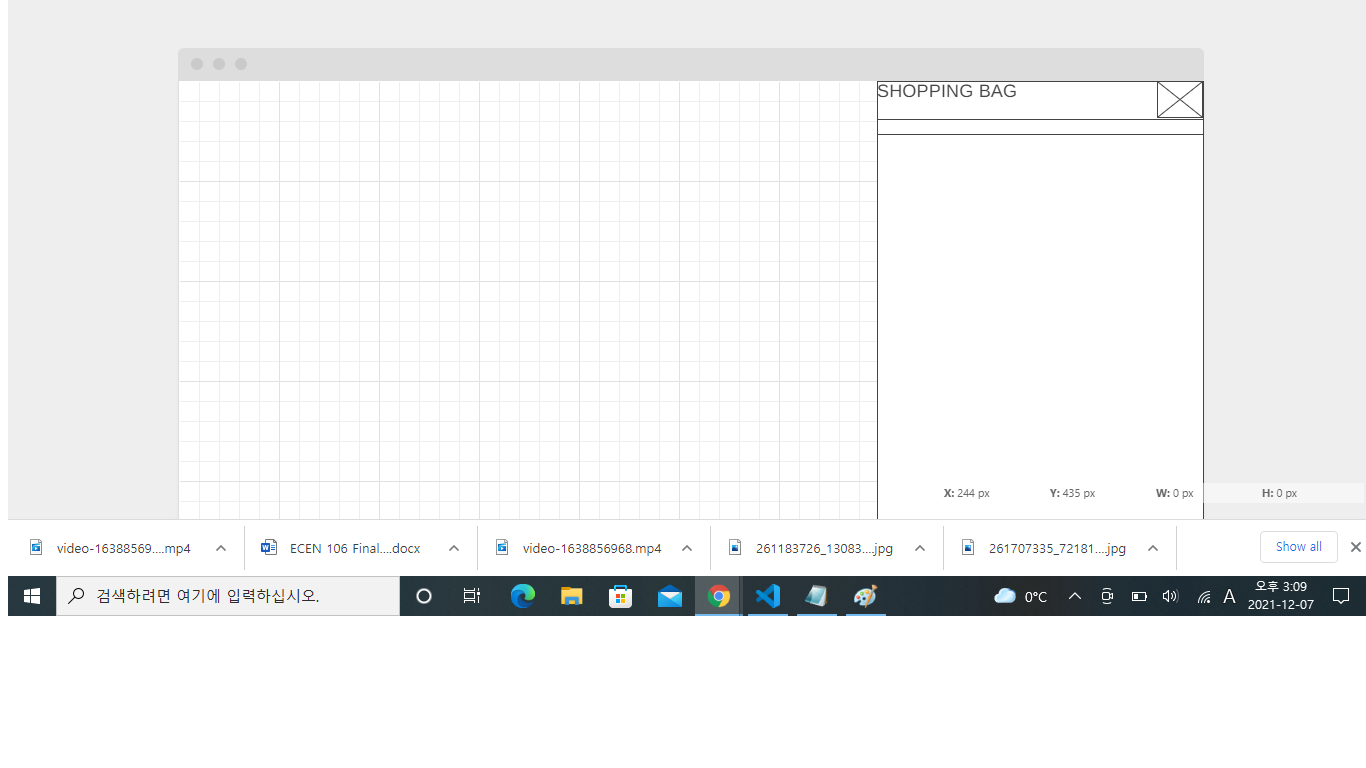 SHOPPING BAG
X: 244 px Y: 435 px W: 0 px H: 0 px
video-16388569....mp4 ECEN 106 Final....docx video-1638856968.mp4 261183726_13083....jpg 261707335_72181....jpg Show all
검색하려면 여기에 입력하십시오. 0°C A 오후 3:09
2021-12-07